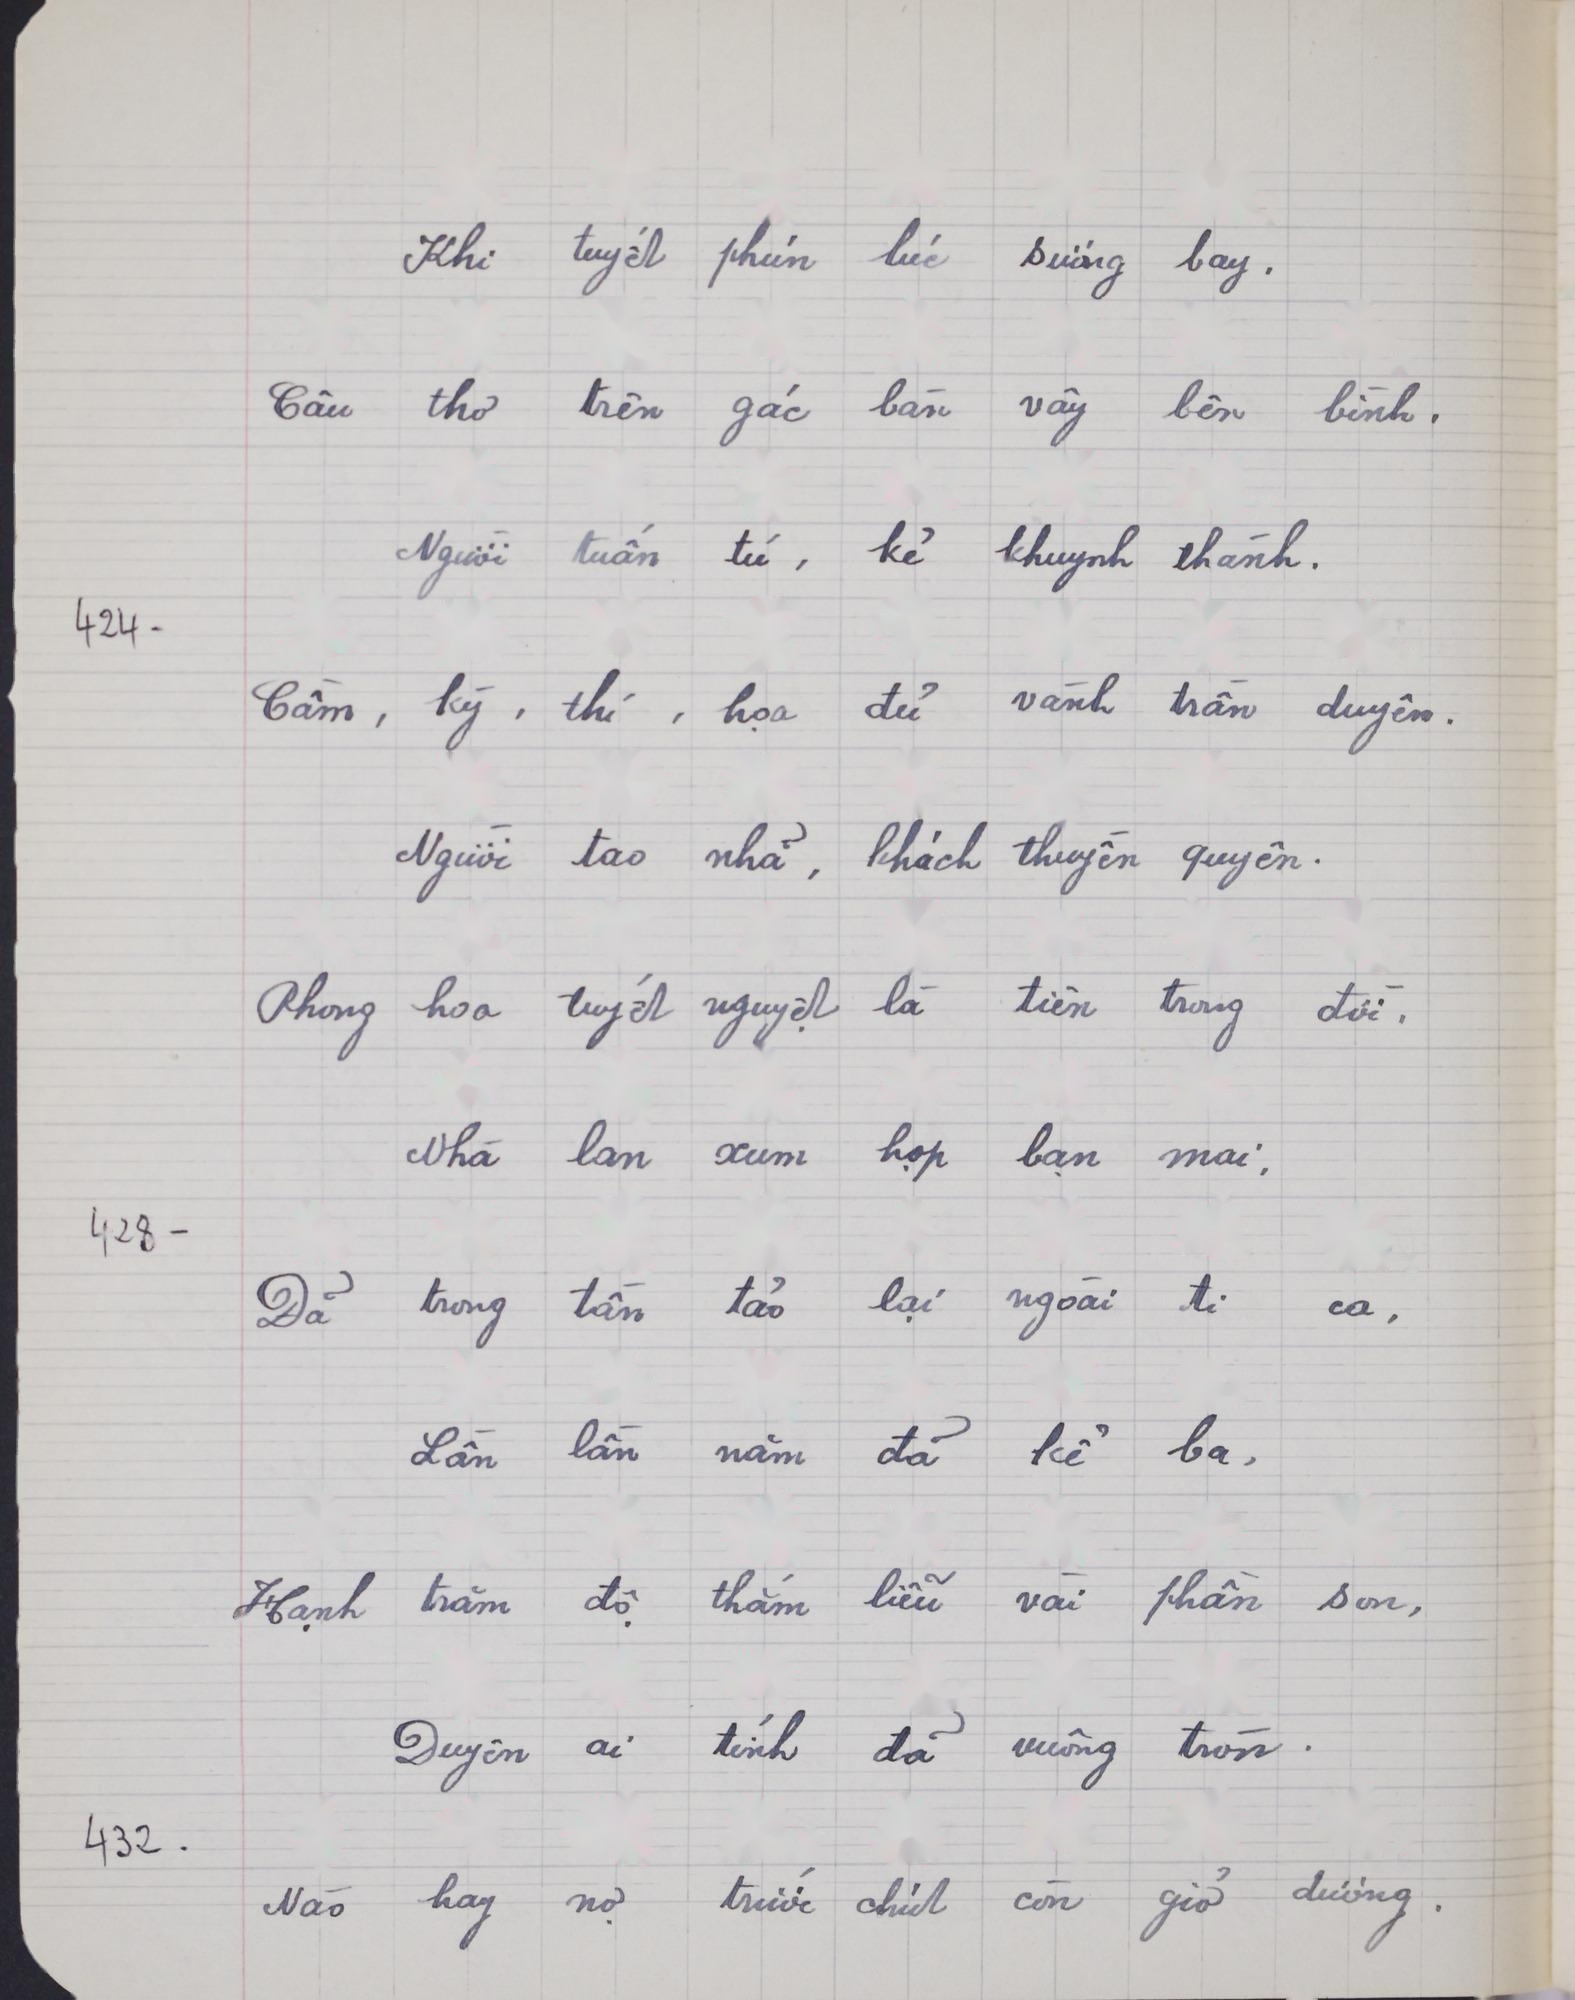 Khi tuyết phún lúc sương bay.
Câu thơ trên gác bàn vây bên bình.
Người tuấn tú, kẻ khuynh thành.
424-
Cầm, kỳ, thi, họa đủ vành trần duyên.
Người tao nhã, khách thuyền quyên.
Phong hoa tuyết nguyệt là tiên trong đời.
Nhà lan xum họp bạn mai,
428-
Dã trong tần tảo lại ngoài ti ca,
Lần lần năm đã kể ba,
Hạnh trăm độ thắm liễu vài phần son,
Duyên ai tính đã vuông tròn.
432.
Nào hay nợ trước chút còn giở dương.